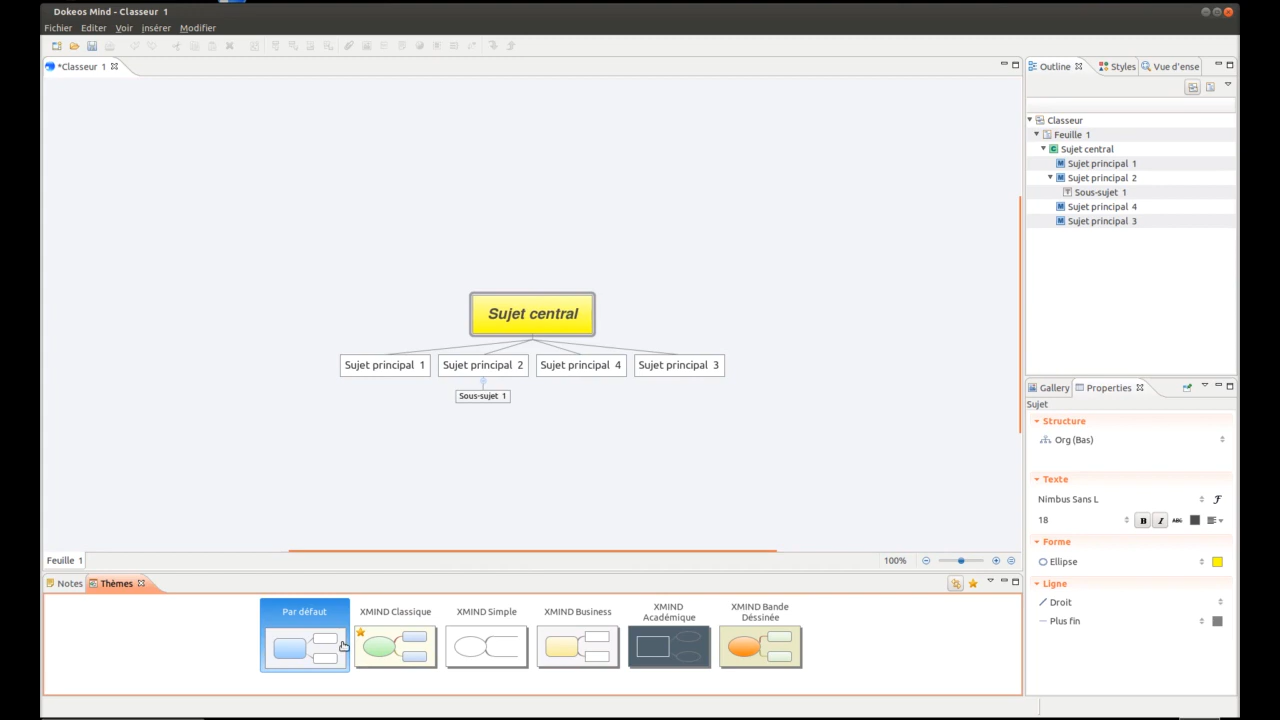 Dokeos Mind - Classeur 1
Fichier Editer Voir insérer Modifier
*Classeur 1
Outline Styles Vue d'ense
Classeur
Feuille 1
Sujet central
Sujet principal 1
Sujet principal 2
Sous-sujet 1
Sujet principal 4
Sujet principal 3
Sujet central
Sujet principal 1 Sujet principal 2 Sujet principal 4 Sujet principal 3
Sous-sujet 1
Gallery Properties
Sujet
Structure
Org (Bas)
Texte
Nimbus Sans L
18 B I ABC
Forme
Ellipse
Ligne
Droit
Plus fin
Feuille 1 100%
Notes Thèmes
Par défaut XMIND Classique XMIND Simple XMIND Business XMIND Académique XMIND Bande Déssinée